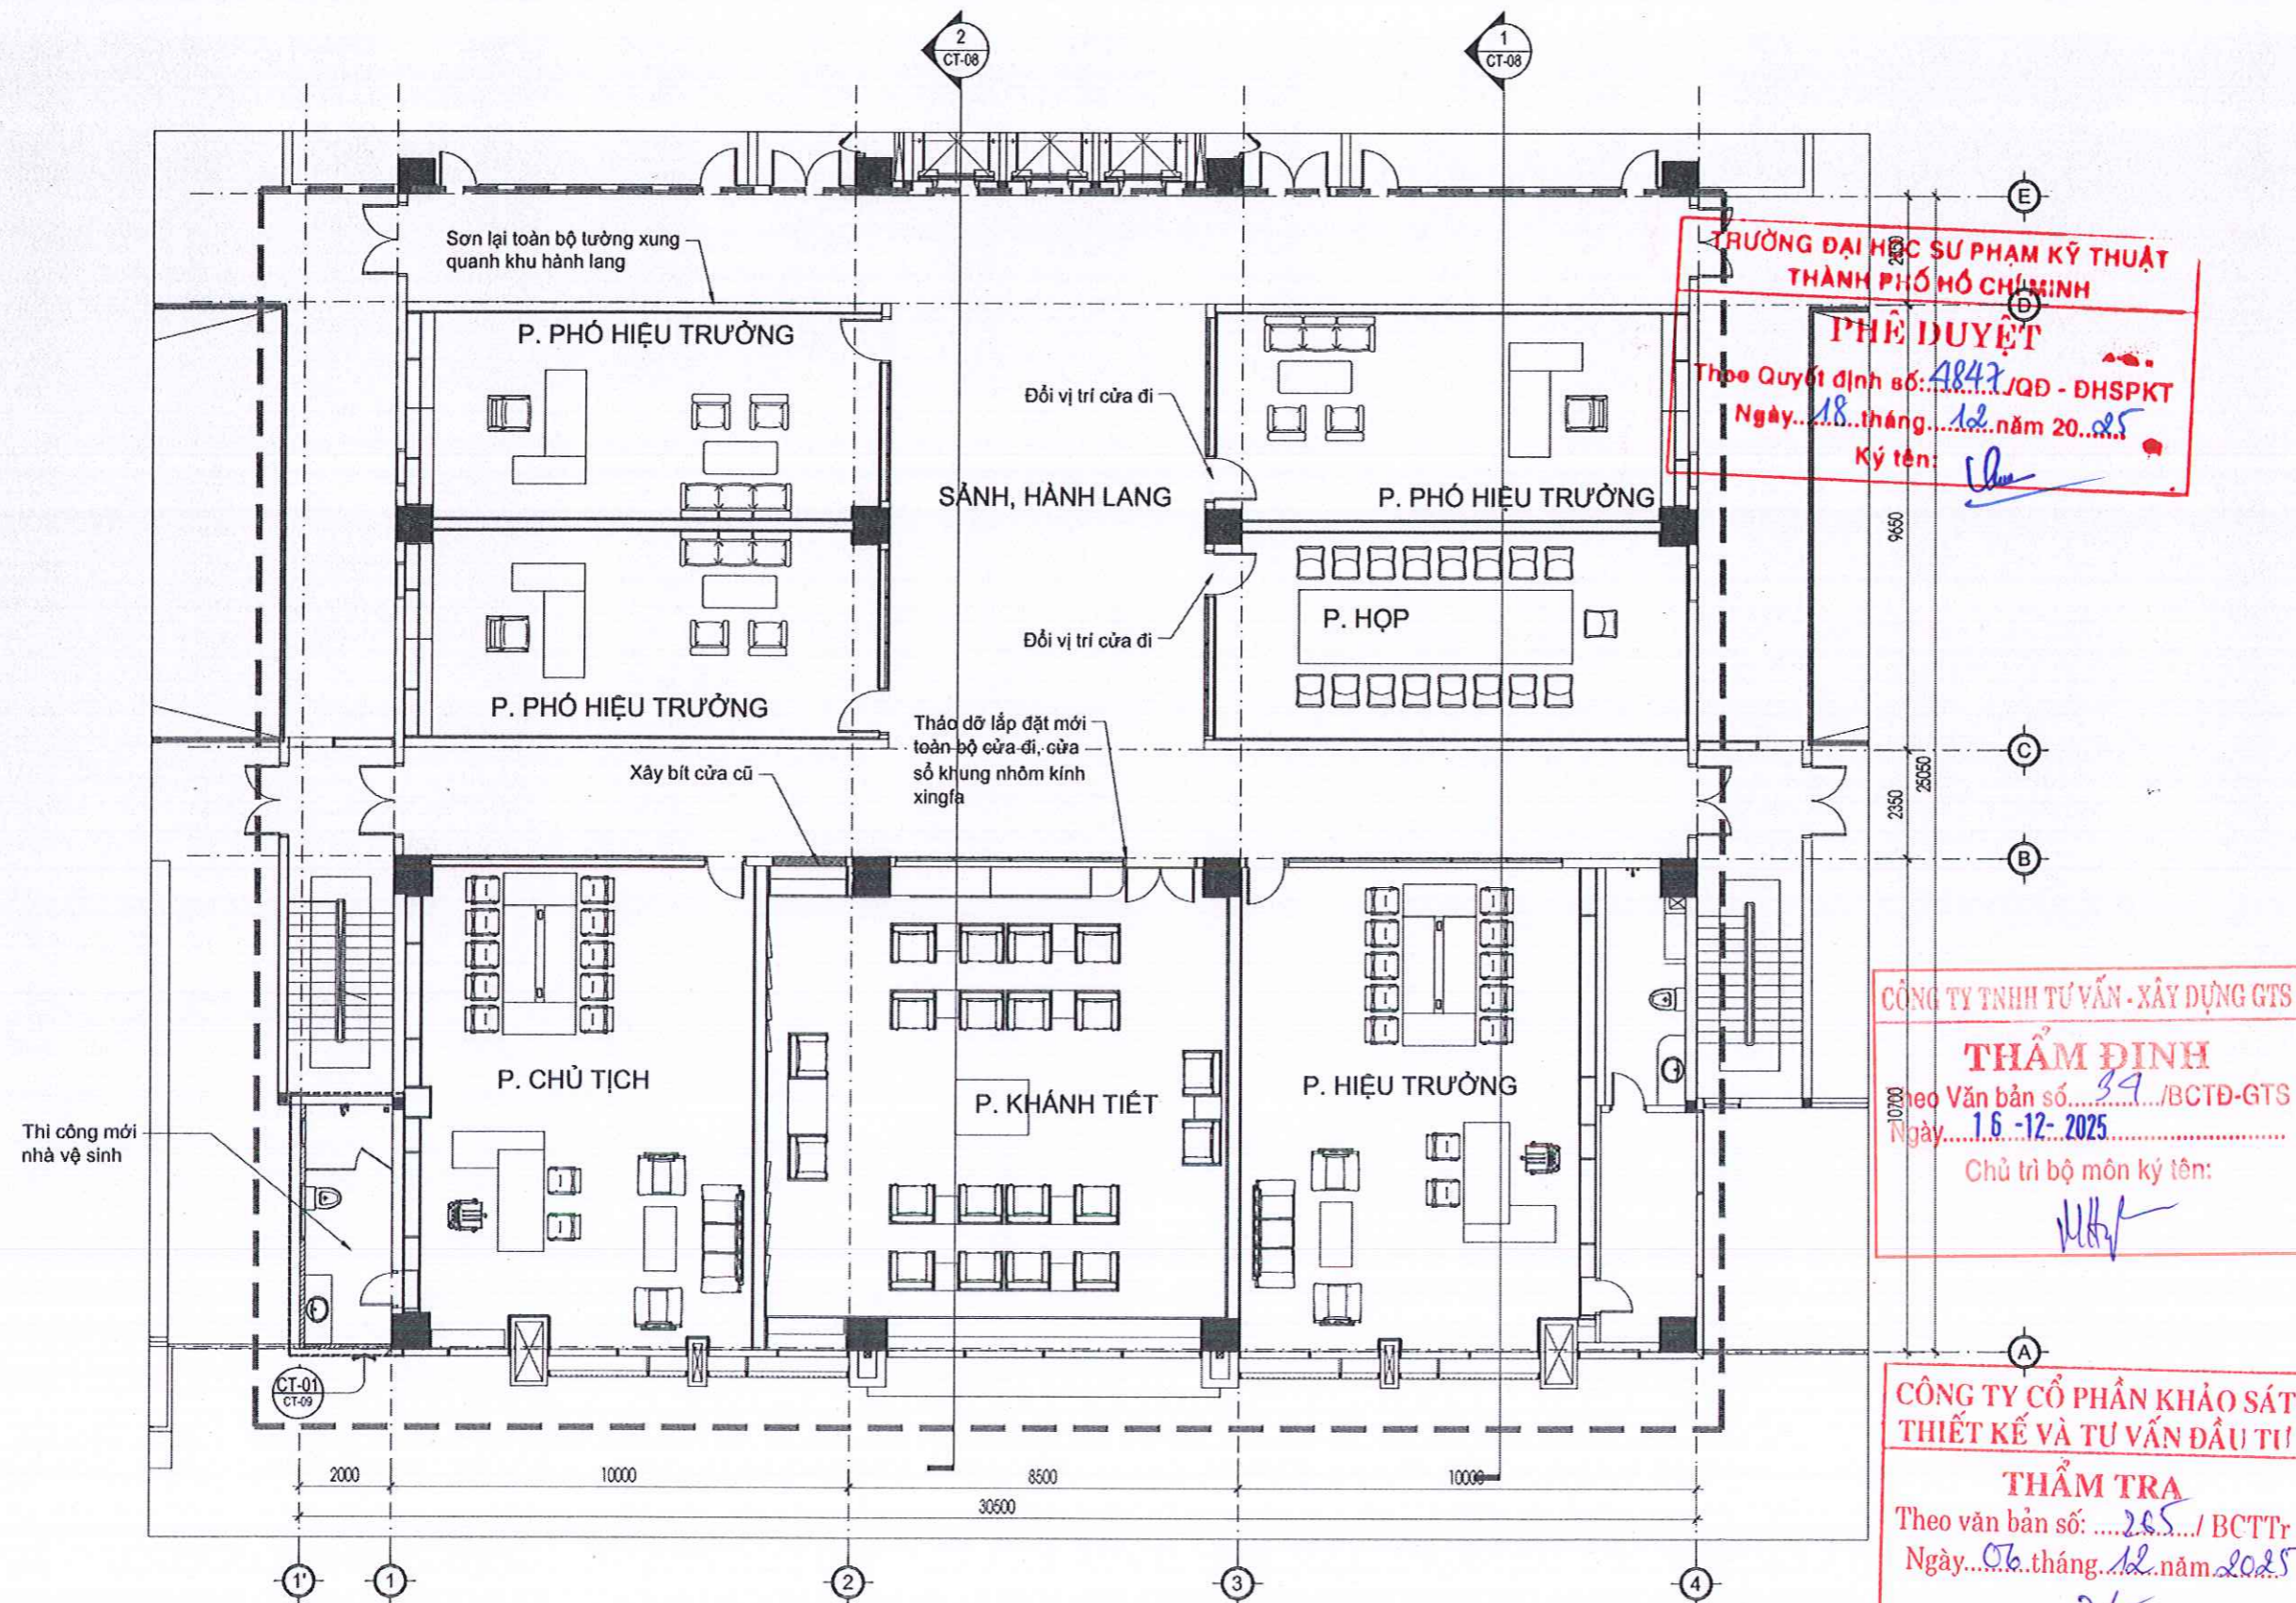 2
CT-08
1
CT-08
E
Sơn lại toàn bộ tường xung
quanh khu hành lang
TRƯỜNG ĐẠI HỌC SƯ PHẠM KỸ THUẬT
THÀNH PHỐ HỒ CHÍ MINH
D
PHÊ DUYỆT
Theo Quyết định số: 4847 /QĐ - ĐHSPKT
Ngày 18 tháng 12 năm 20 25
Ký tên:
P. PHÓ HIỆU TRƯỞNG
Đổi vị trí cửa đi
SẢNH, HÀNH LANG
P. PHÓ HIỆU TRƯỞNG
9650
P. HỌP
Đổi vị trí cửa đi
P. PHÓ HIỆU TRƯỞNG
Tháo dỡ lắp đặt mới
toàn bộ cửa đi, cửa
sổ khung nhôm kính
xingfa
Xây bít cửa cũ
C
25050
2350
B
CÔNG TY TNHH TƯ VẤN - XÂY DỰNG GTS
THẨM ĐỊNH
Theo Văn bản số 39 /BCTĐ-GTS
Ngày 16 -12- 2025
Chủ trì bộ môn ký tên:
10700
P. CHỦ TỊCH
P. KHÁNH TIẾT
P. HIỆU TRƯỞNG
Thi công mới
nhà vệ sinh
A
CT-01
CT-09
CÔNG TY CỔ PHẦN KHẢO SÁT
THIẾT KẾ VÀ TƯ VẤN ĐẦU TƯ
THẨM TRA
Theo văn bản số: 265 / BCTTr
Ngày 06 tháng 12 năm 2025
2000
10000
8500
10000
30500
1'
1
2
3
4